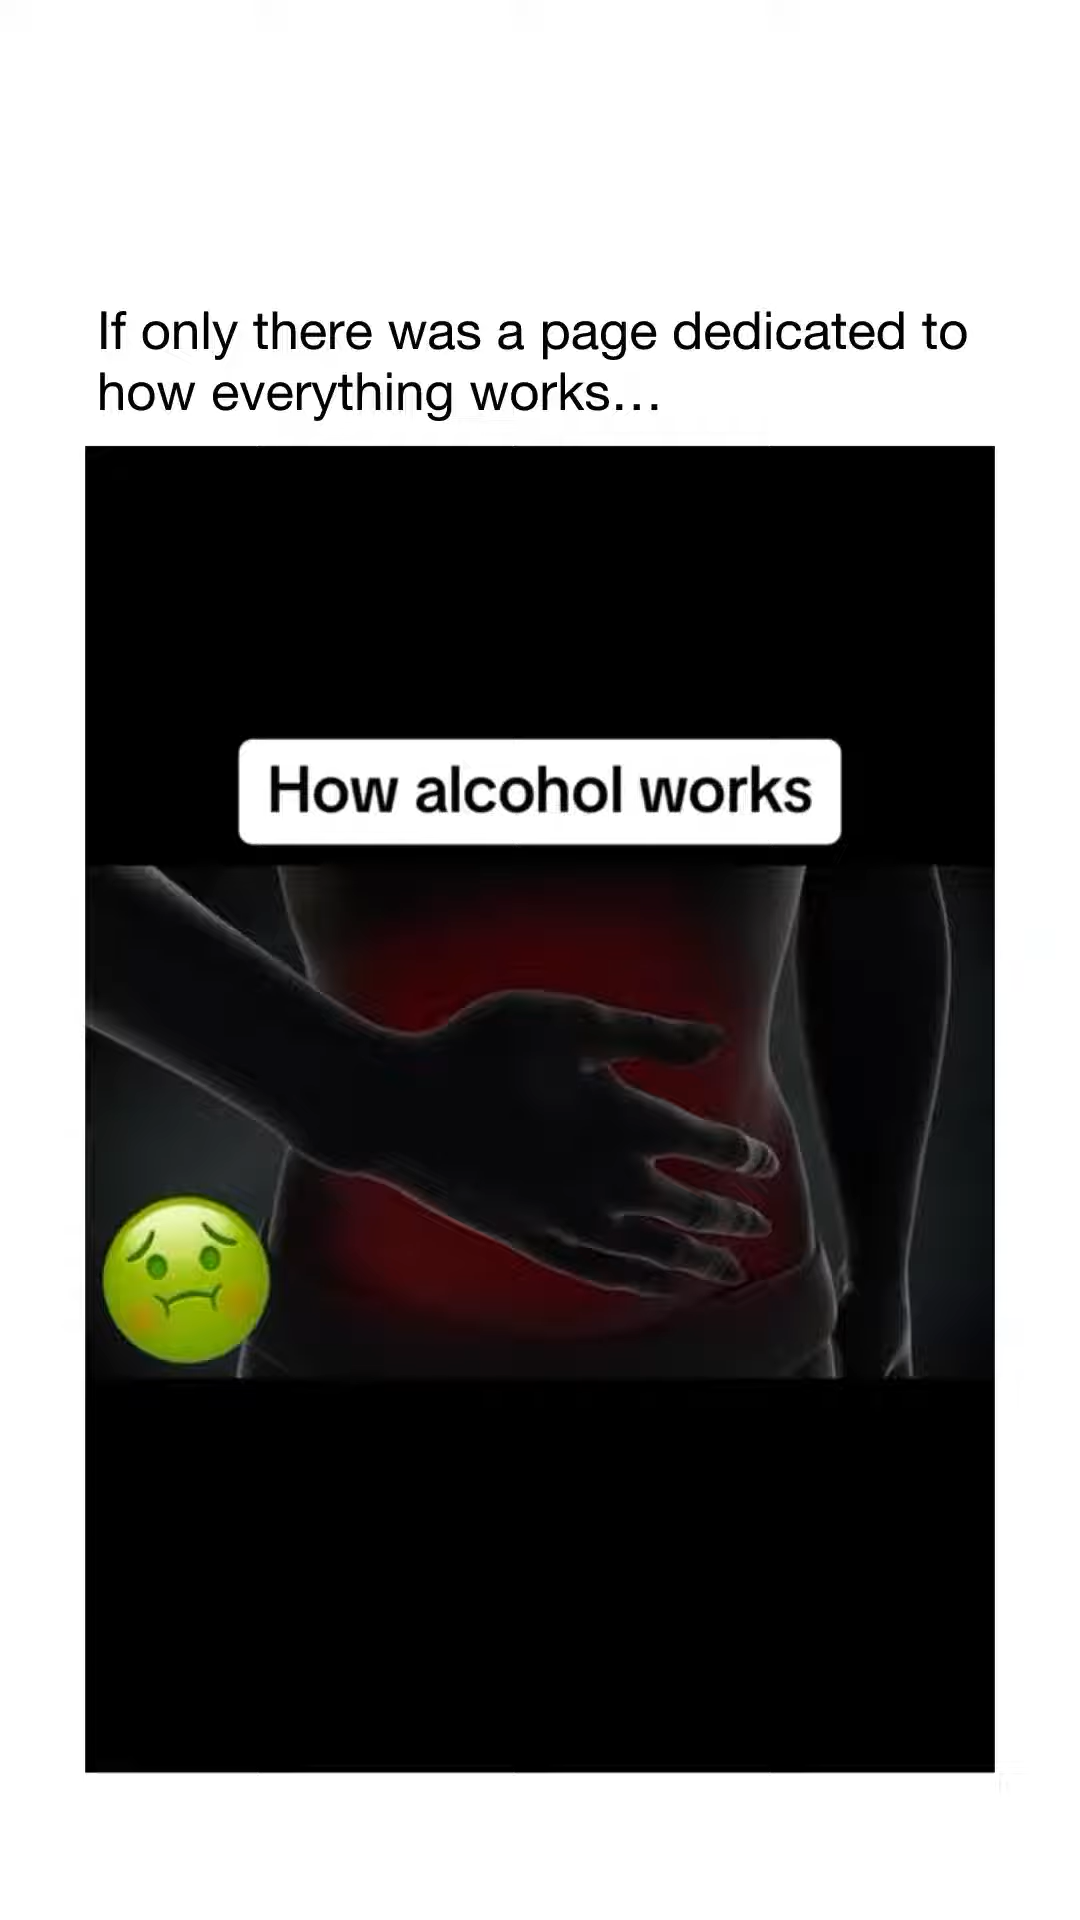 If only there was a page dedicated to
how everything works…
How alcohol works